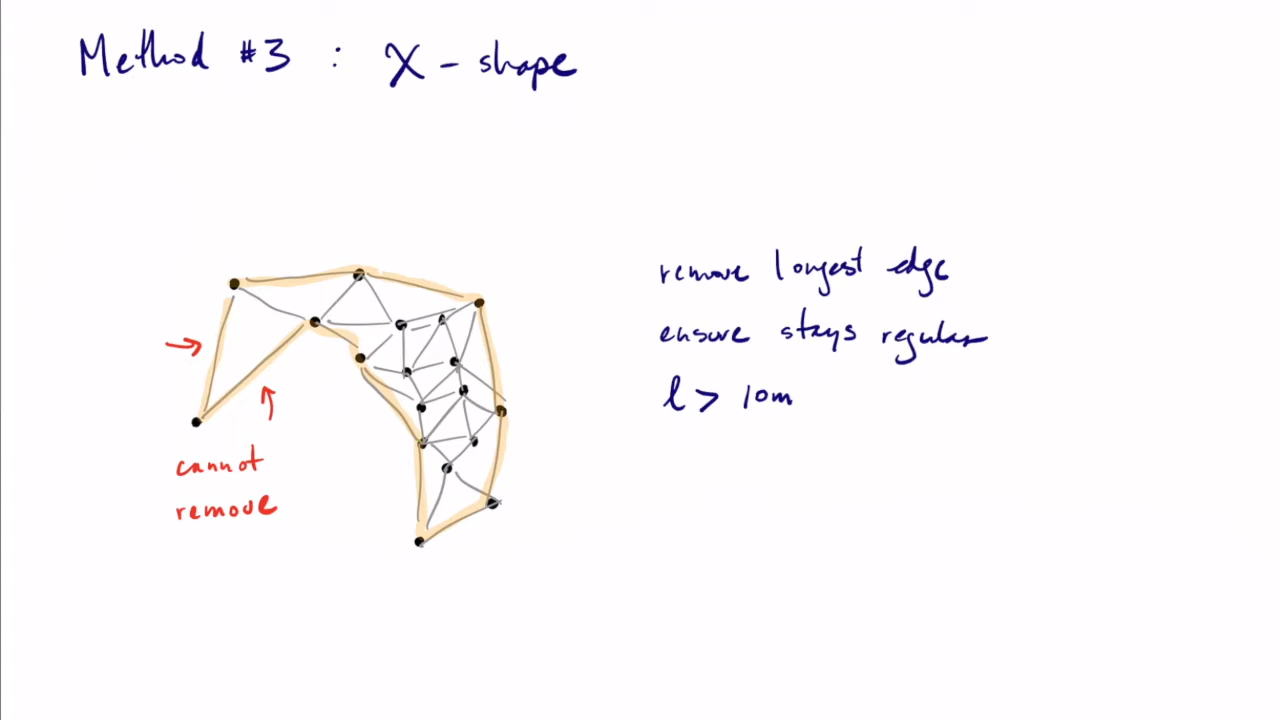 Method #3 : χ - shape
remove longest edge
ensure stays regular
l > 10m
cannot
remove